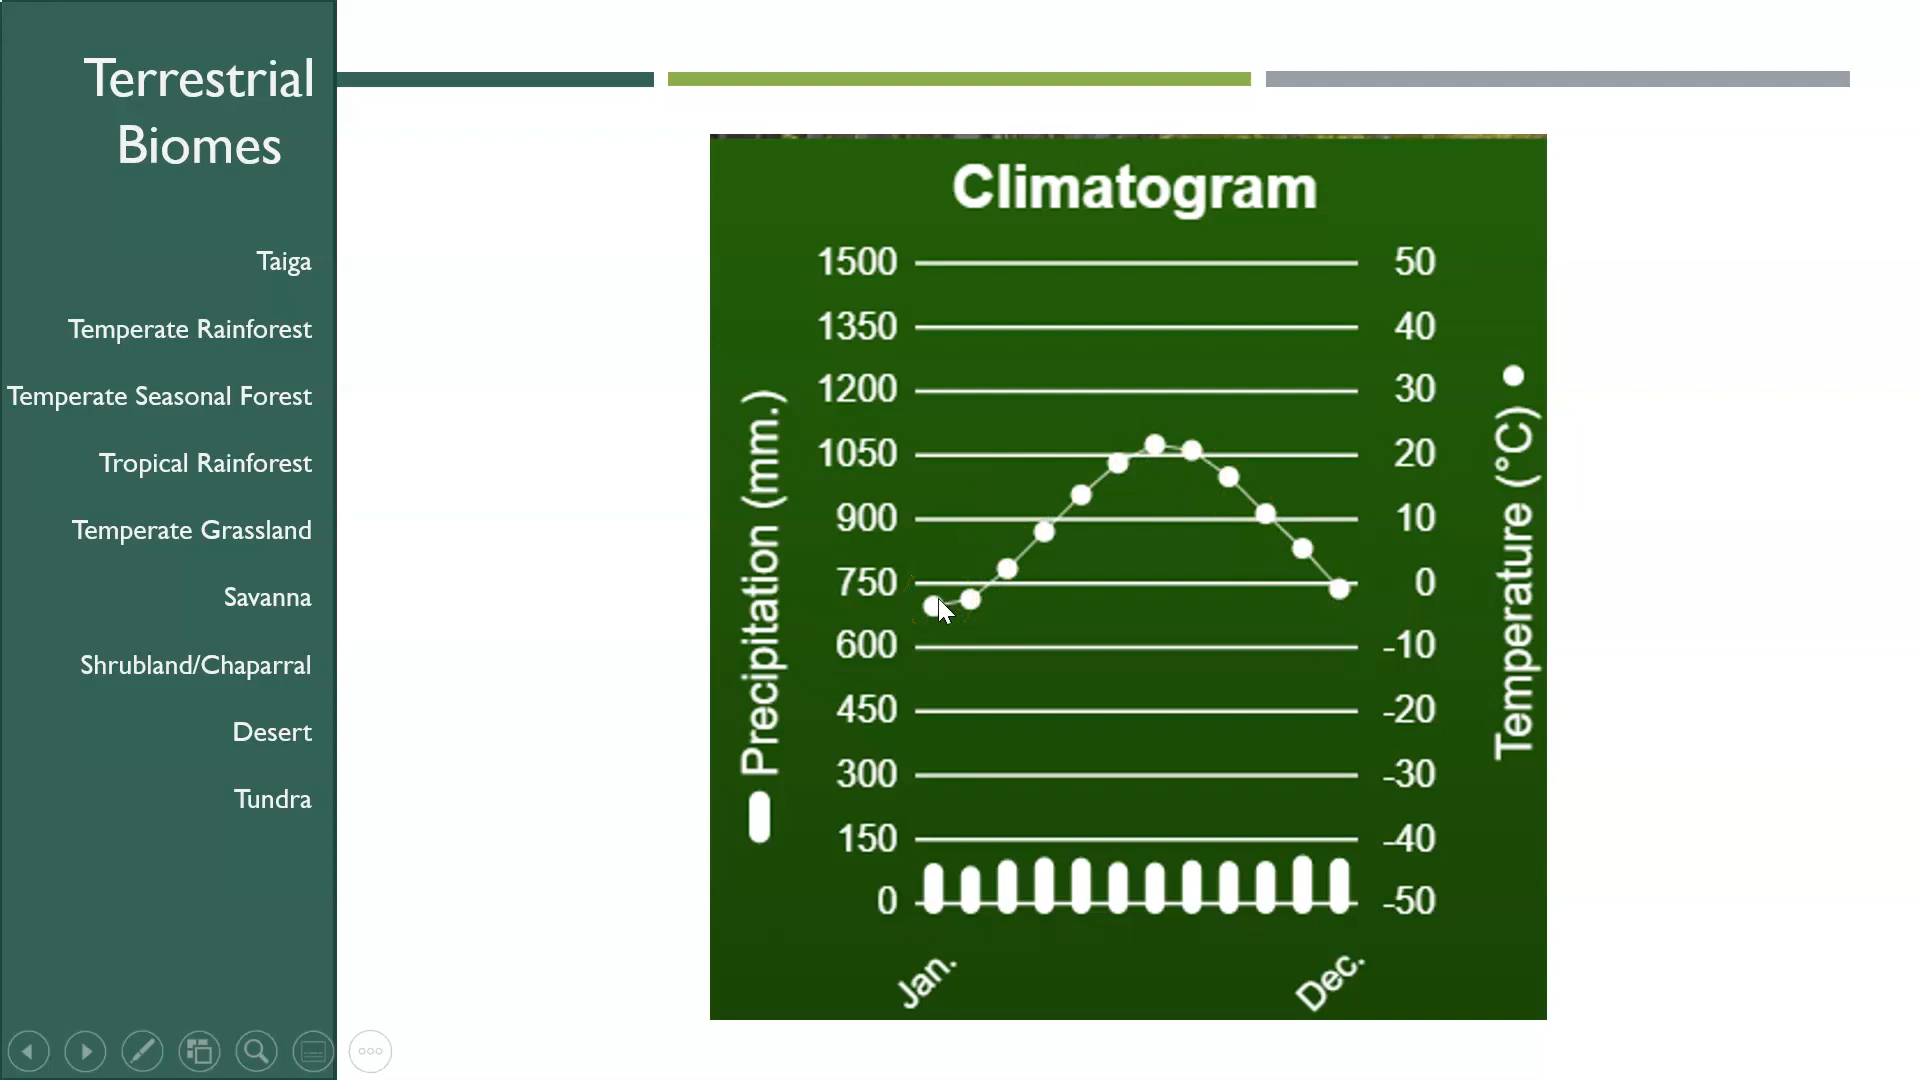 Terrestrial
Biomes
Taiga
Temperate Rainforest
Temperate Seasonal Forest
Tropical Rainforest
Temperate Grassland
Savanna
Shrubland/Chaparral
Desert
Tundra
Climatogram
Precipitation (mm.)
1500
1350
1200
1050
900
750
600
450
300
150
0
50
40
30
20
10
0
-10
-20
-30
-40
-50
Temperature (°C)
Jan.
Dec.